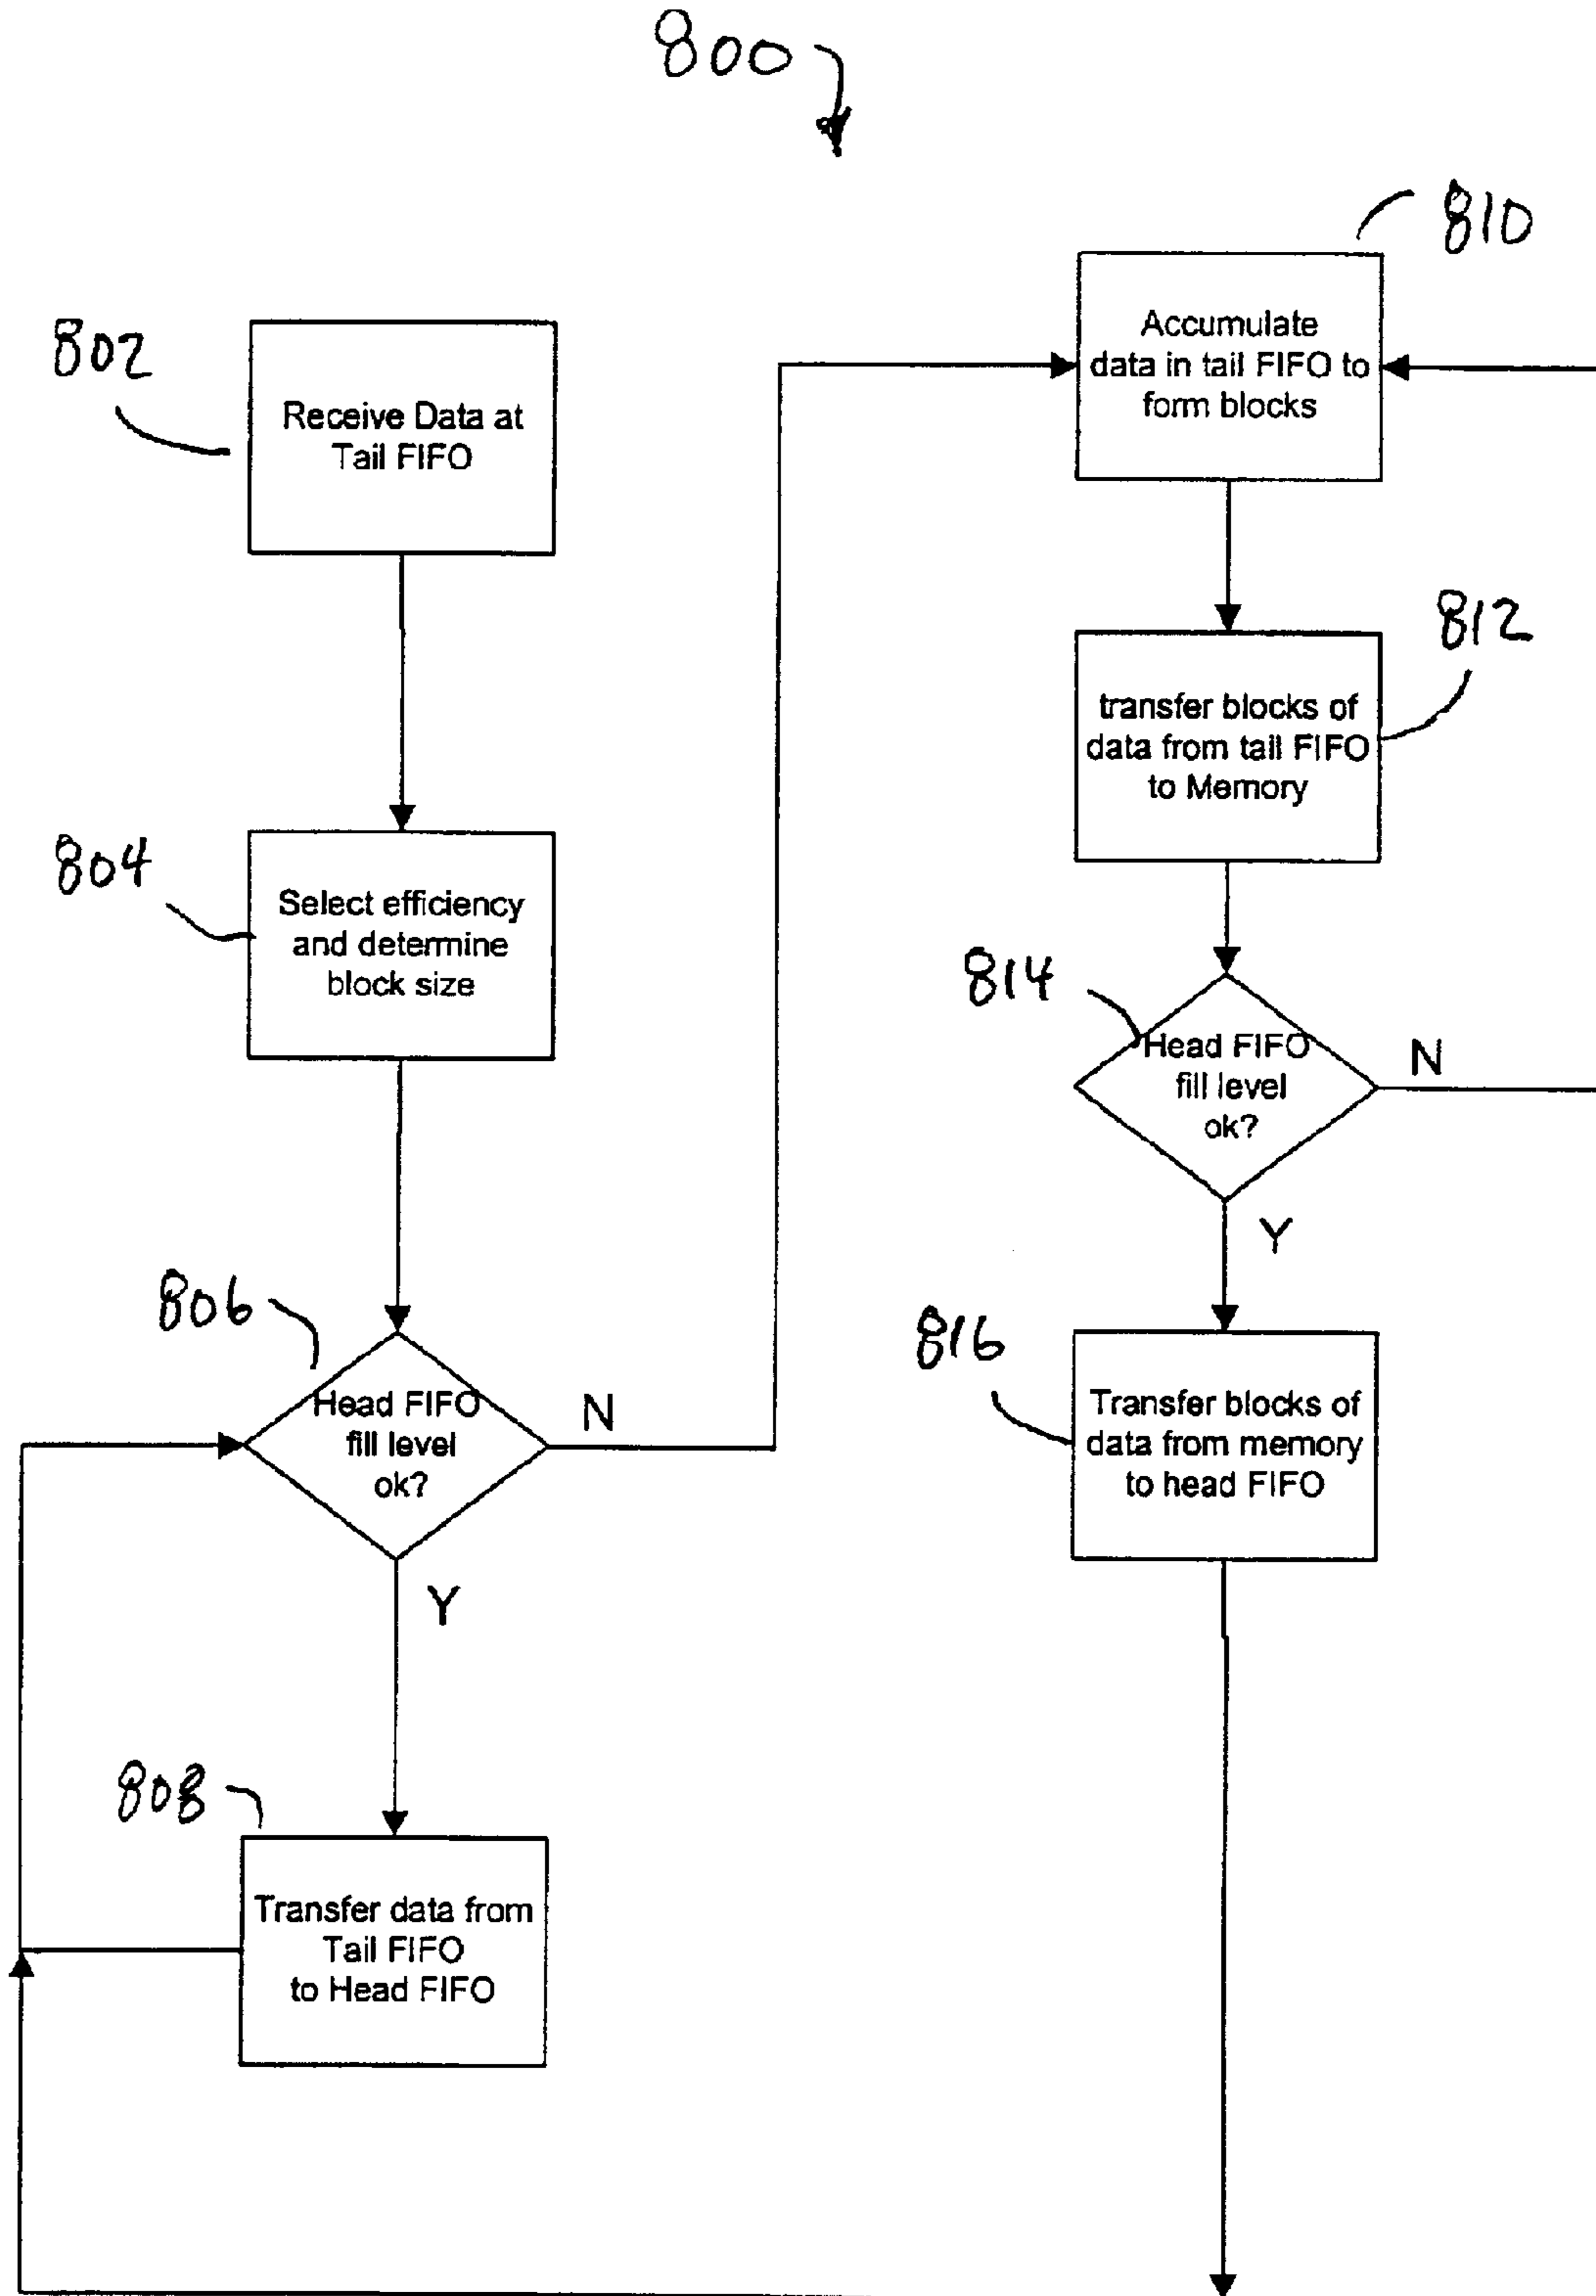 800
802
Receive Data at
Tail FIFO
804
Select efficiency
and determine
block size
806
Head FIFO
fill level
ok?
N
Y
808
Transfer data from
Tail FIFO
to Head FIFO
810
Accumulate
data in tail FIFO to
form blocks
812
transfer blocks of
data from tail FIFO
to Memory
814
Head FIFO
fill level
ok?
N
Y
816
Transfer blocks of
data from memory
to head FIFO